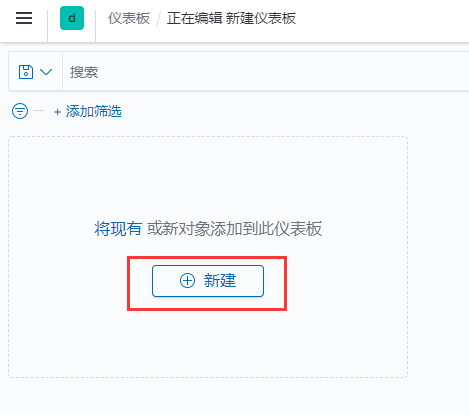 d 仪表板 / 正在编辑 新建仪表板
搜索
+ 添加筛选
将现有 或新对象添加到此仪表板
新建